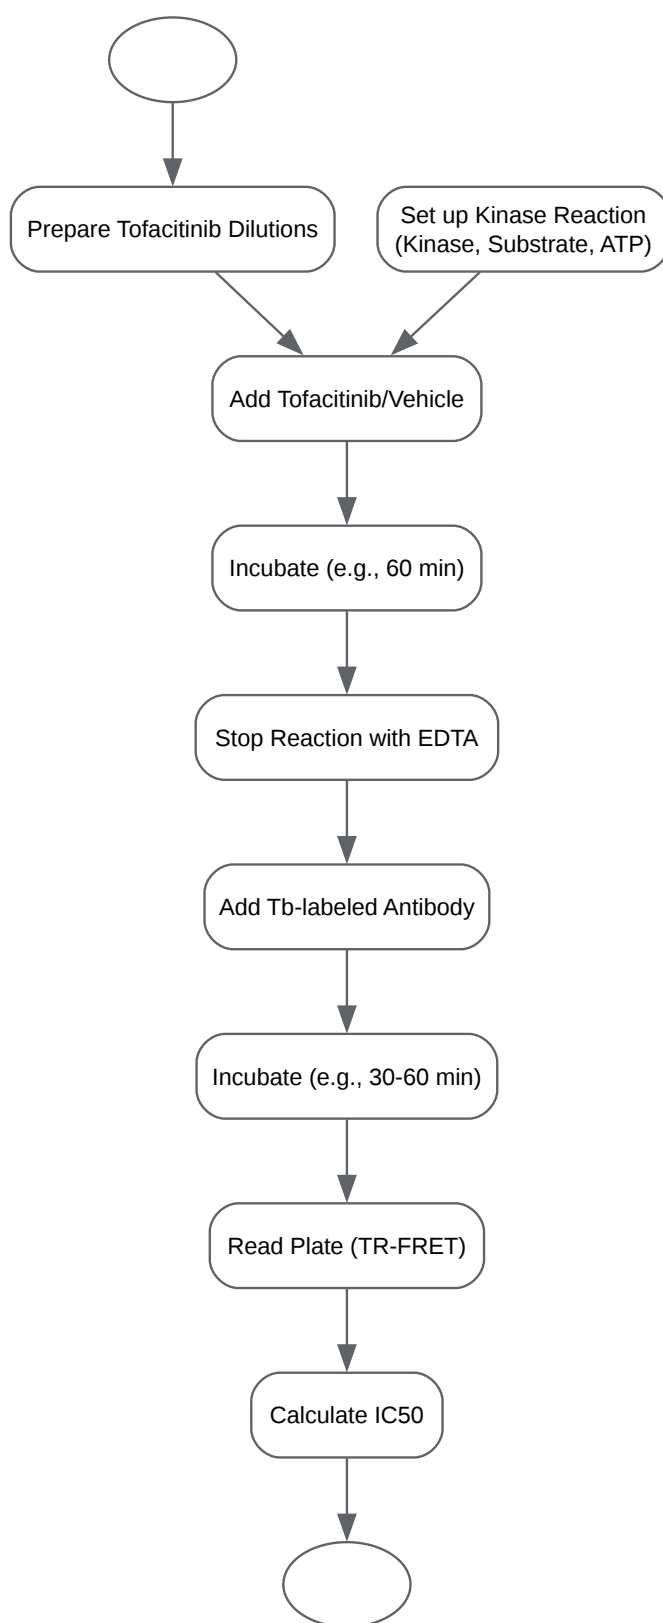 Prepare Tofacitinib Dilutions
Set up Kinase Reaction
(Kinase, Substrate, ATP)
Add Tofacitinib/Vehicle
Incubate (e.g., 60 min)
Stop Reaction with EDTA
Add Tb-labeled Antibody
Incubate (e.g., 30-60 min)
Read Plate (TR-FRET)
Calculate IC50